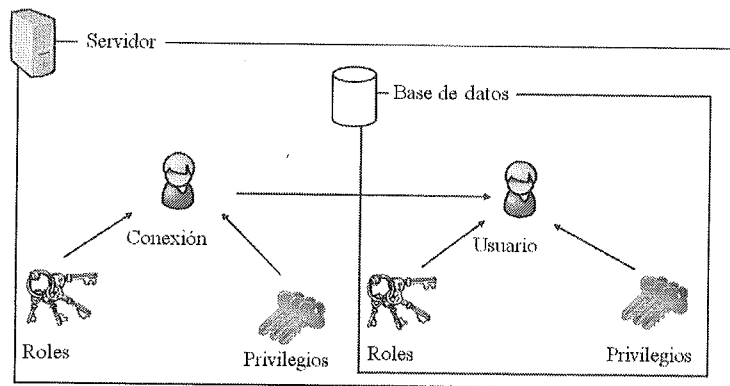 Servidor
Base de datos
Conexión
Usuario
Roles
Privilegios
Roles
Privilegios